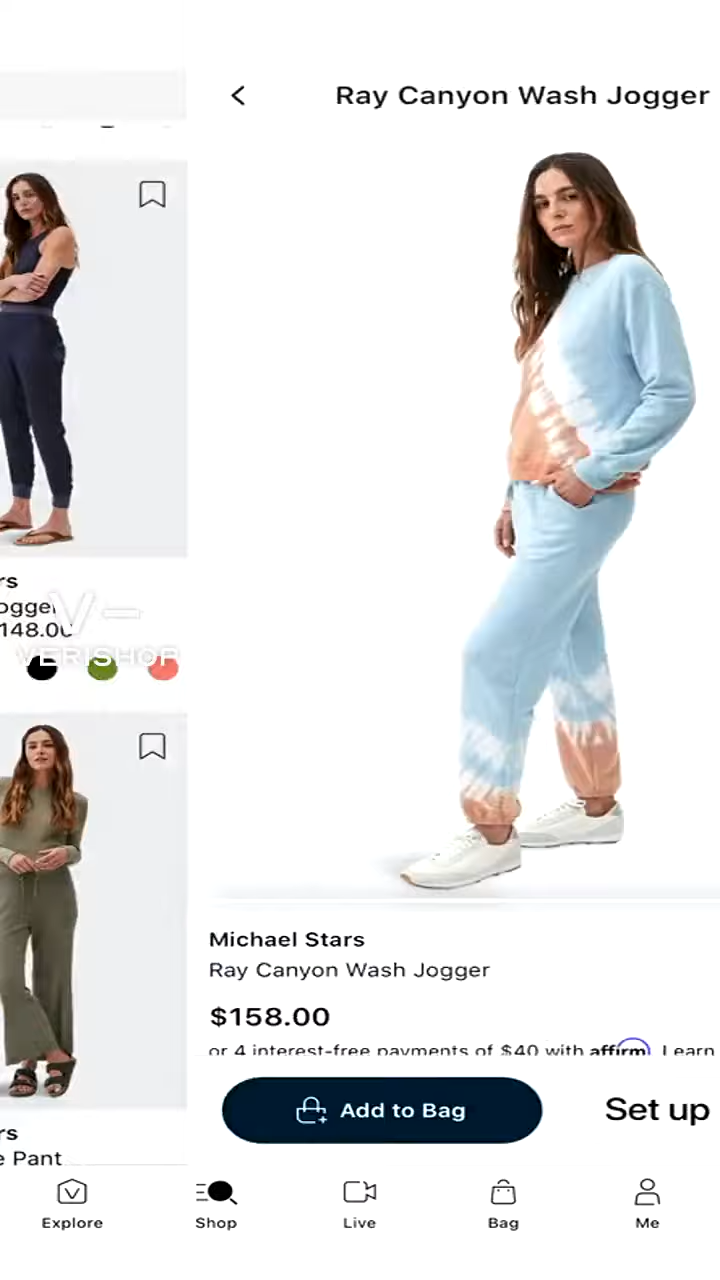 Ray Canyon Wash Jogger
rs
ogger
148.00
V-
VERISHOP
rs
e Pant
Michael Stars
Ray Canyon Wash Jogger
$158.00
or 4 interest-free payments of $40 with affirm. Learn
Add to Bag
Set up
Explore
Shop
Live
Bag
Me